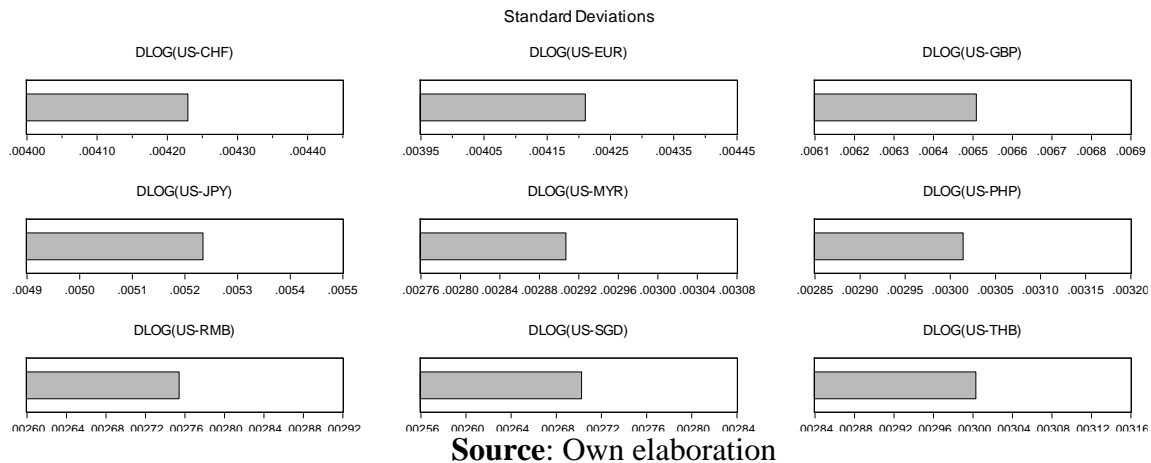 Standard Deviations
DLOG(US-CHF) DLOG(US-EUR) DLOG(US-GBP)
.00400 .00410 .00420 .00430 .00440 .00395 .00405 .00415 .00425 .00435 .00445 .0061 .0062 .0063 .0064 .0065 .0066 .0067 .0068 .0069
DLOG(US-JPY) DLOG(US-MYR) DLOG(US-PHP)
.0049 .0050 .0051 .0052 .0053 .0054 .0055 .00276 .00280 .00284 .00288 .00292 .00296 .00300 .00304 .00308 .00285 .00290 .00295 .00300 .00305 .00310 .00315 .00320
DLOG(US-RMB) DLOG(US-SGD) DLOG(US-THB)
.00260 .00264 .00268 .00272 .00276 .00280 .00284 .00288 .00292 .00256 .00260 .00264 .00268 .00272 .00276 .00280 .00284 .00284 .00288 .00292 .00296 .00300 .00304 .00308 .00312 .00316
Source: Own elaboration